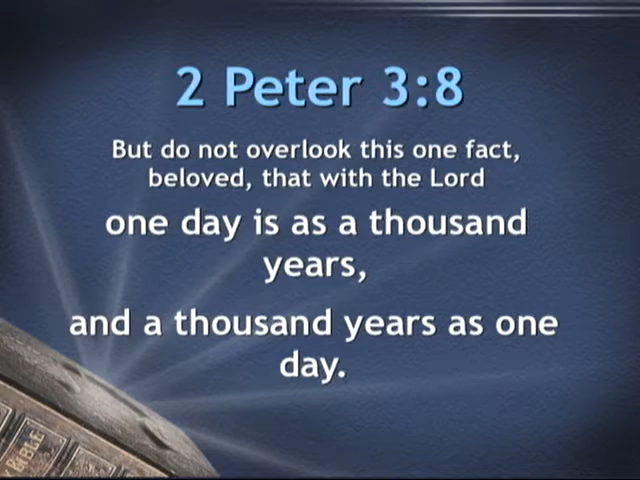 2 Peter 3:8
But do not overlook this one fact,
beloved, that with the Lord
one day is as a thousand
years,
and a thousand years as one
day.
BIBLE